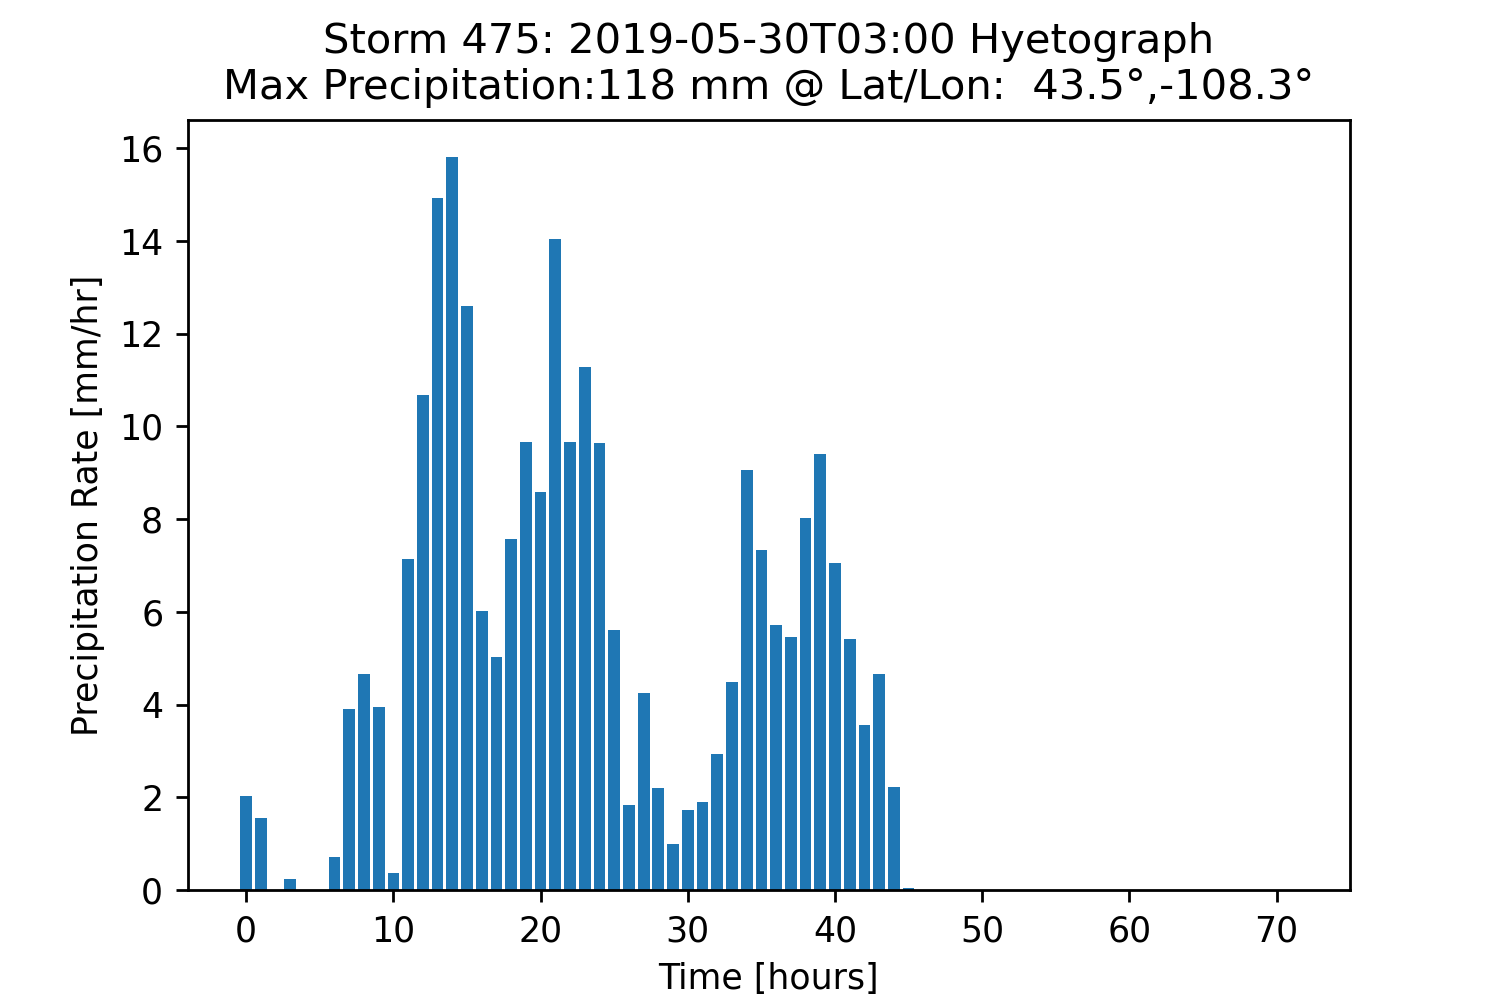 Storm 475: 2019-05-30T03:00 Hyetograph
Max Precipitation:118 mm @ Lat/Lon:  43.5°,-108.3°
16
14
12
10
8
6
4
2
0
Precipitation Rate [mm/hr]
0 10 20 30 40 50 60 70
Time [hours]